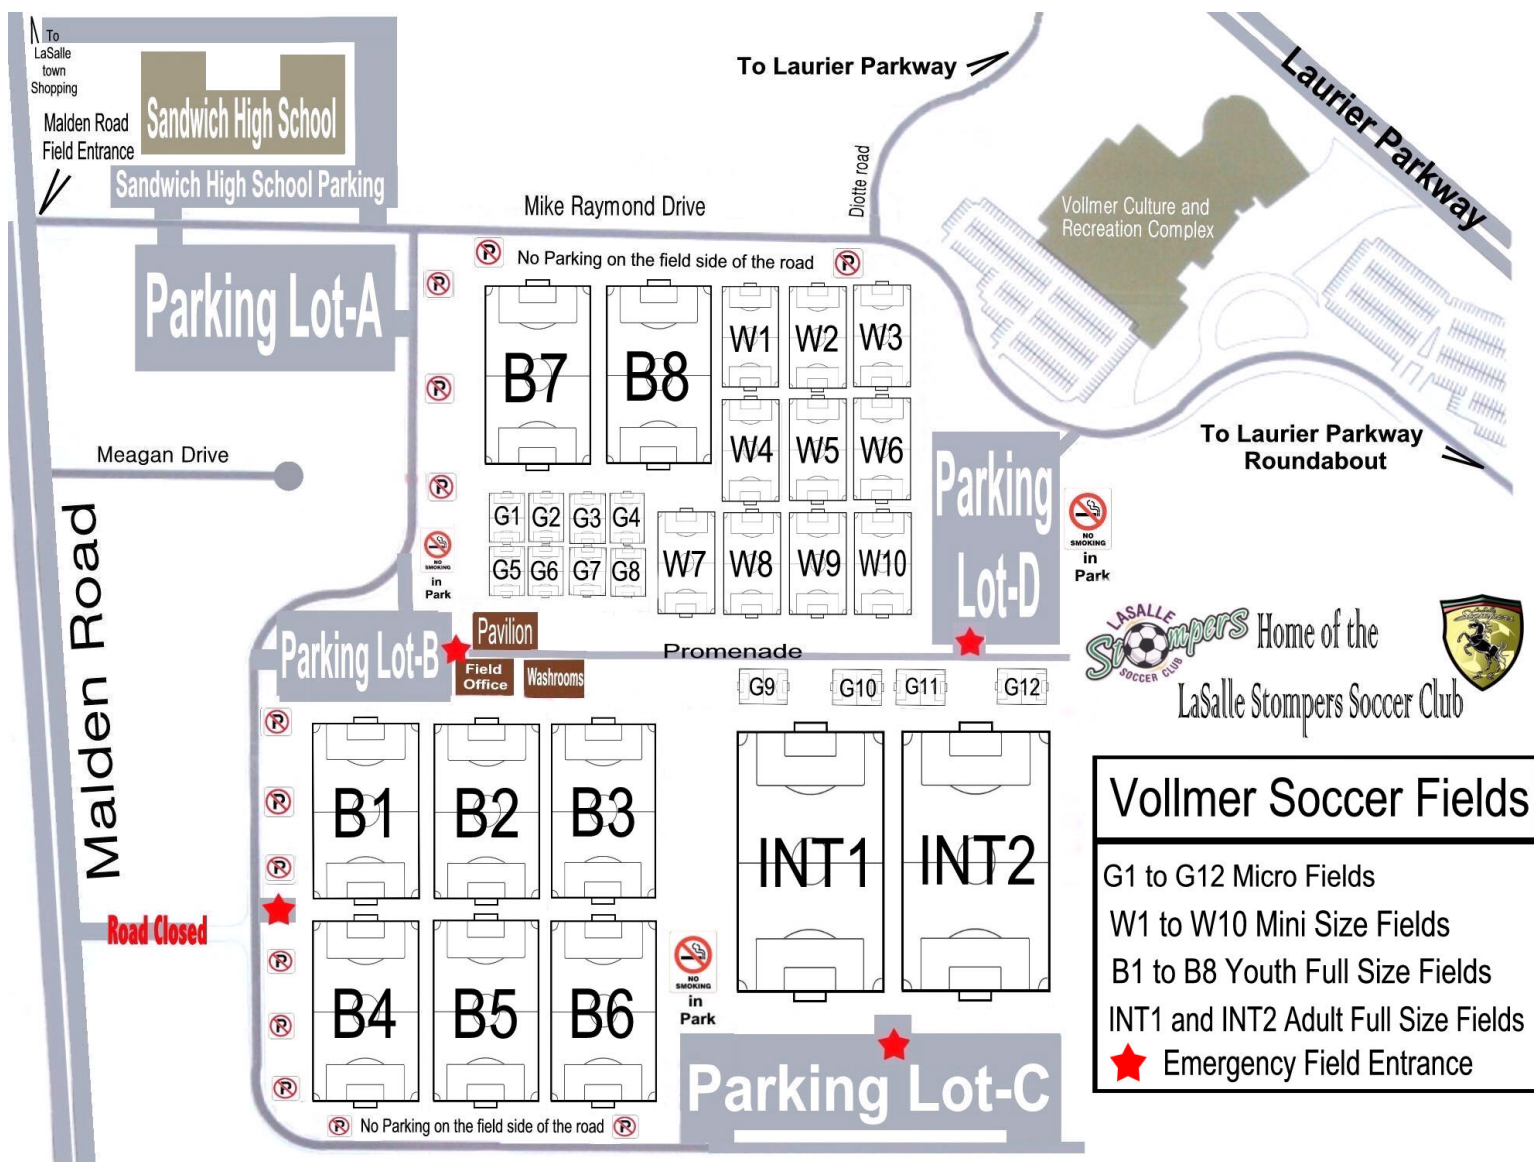 To
LaSalle
town
Shopping
Malden Road
Field Entrance
Sandwich High School
Sandwich High School Parking
To Laurier Parkway
Laurier Parkway
Diotte road
Mike Raymond Drive
Vollmer Culture and
Recreation Complex
No Parking on the field side of the road
Parking Lot-A
B7
B8
W1
W2
W3
W4
W5
W6
To Laurier Parkway
Roundabout
Meagan Drive
Parking
Lot-D
G1
G2
G3
G4
G5
G6
G7
G8
W7
W8
W9
W10
NO
SMOKING
in
Park
NO
SMOKING
in
Park
Malden Road
Parking Lot-B
Pavilion
Field
Office
Washrooms
Promenade
LASALLE
Stompers
SOCCER CLUB
Home of the
LaSalle Stompers Soccer Club
G9
G10
G11
G12
B1
B2
B3
INT1
INT2
Road Closed
B4
B5
B6
NO
SMOKING
in
Park
Parking Lot-C
No Parking on the field side of the road
Vollmer Soccer Fields
G1 to G12 Micro Fields
W1 to W10 Mini Size Fields
B1 to B8 Youth Full Size Fields
INT1 and INT2 Adult Full Size Fields
Emergency Field Entrance